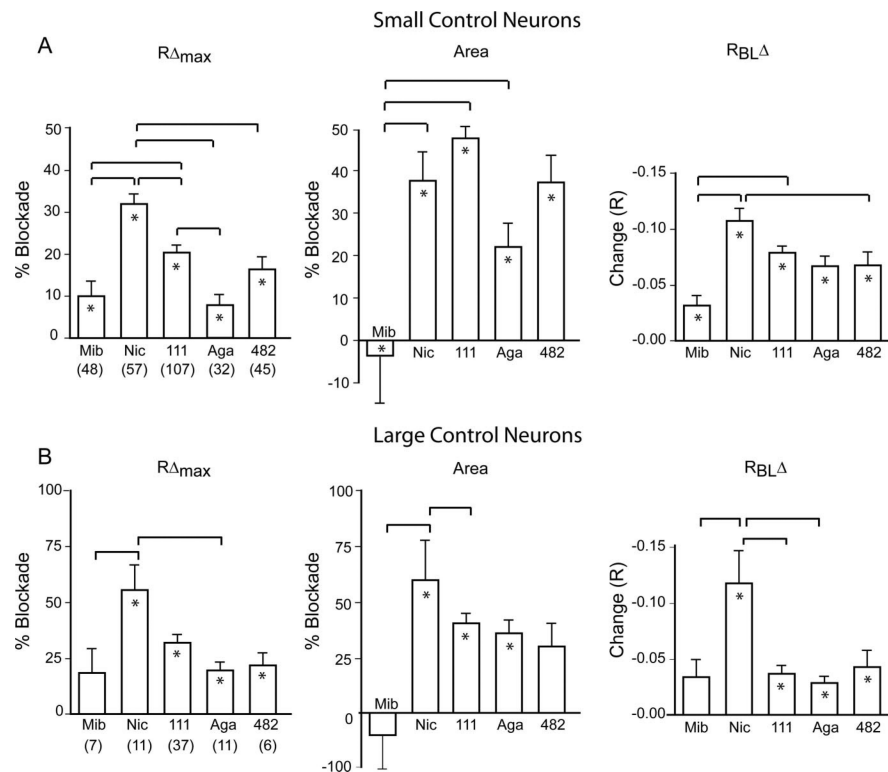 Small Control Neurons
A
RΔmax
Area
RBLΔ
% Blockade
50
40
30
20
10
0
*
*
*
*
*
Mib Nic 111 Aga 482
(48) (57) (107) (32) (45)
% Blockade
50
40
30
20
10
0
-10
Mib
*
*
*
*
*
Nic 111 Aga 482
Change (R)
-0.15
-0.10
-0.05
-0.00
*
*
*
*
*
Mib Nic 111 Aga 482
Large Control Neurons
B
RΔmax
Area
RBLΔ
% Blockade
100
75
50
25
0
*
*
*
*
Mib Nic 111 Aga 482
(7) (11) (37) (11) (6)
% Blockade
100
75
50
25
0
-100
Mib
*
*
*
Nic 111 Aga 482
Change (R)
-0.15
-0.10
-0.05
-0.00
*
*
*
*
Mib Nic 111 Aga 482